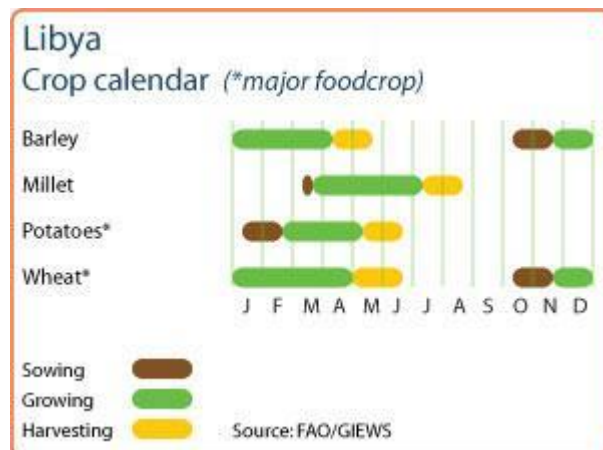 Libya
Crop calendar (*major foodcrop)
Barley
Millet
Potatoes*
Wheat*
J F M A M J J A S O N D
Sowing
Growing
Harvesting
Source: FAO/GIEWS